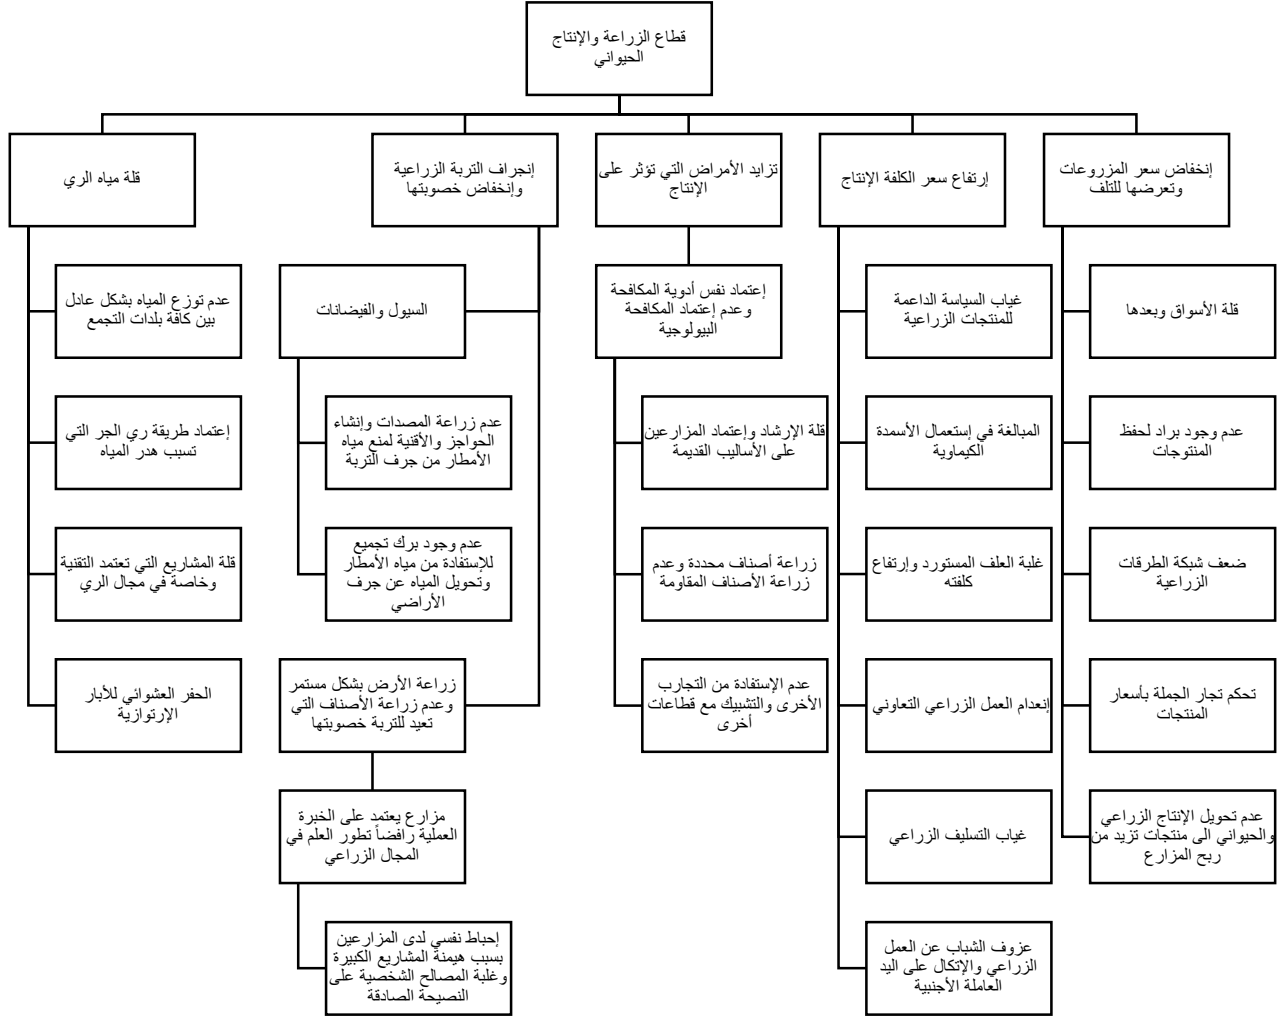 قطاع الزراعة والإنتاج
الحيواني
إنخفاض سعر المزروعات
وتعرضها للتلف
قلة الأسواق وبعدها
عدم وجود براد لحفظ
المنتوجات
ضعف شبكة الطرقات
الزراعية
تحكم تجار الجملة بأسعار
المنتجات
عدم تحويل الإنتاج الزراعي
والحيواني الى منتجات تزيد من
ربح المزارع
إرتفاع سعر الكلفة الإنتاج
غياب السياسة الداعمة
للمنتجات الزراعية
المبالغة في إستعمال الأسمدة
الكيماوية
غلبة العلف المستورد وإرتفاع
كلفته
إنعدام العمل الزراعي التعاوني
غياب التسليف الزراعي
عزوف الشباب عن العمل
الزراعي والإتكال على اليد
العاملة الأجنبية
تزايد الأمراض التي تؤثر على
الإنتاج
إعتماد نفس أدوية المكافحة
وعدم إعتماد المكافحة
البيولوجية
قلة الإرشاد وإعتماد المزارعين
على الأساليب القديمة
زراعة أصناف محددة وعدم
زراعة الأصناف المقاومة
عدم الإستفادة من التجارب
الأخرى والتشبيك مع قطاعات
أخرى
إنجراف التربة الزراعية
وإنخفاض خصوبتها
السيول والفيضانات
عدم زراعة المصدات وإنشاء
الحواجز والأقنية لمنع مياه
الأمطار من جرف التربة
عدم وجود برك تجميع
للإستفادة من مياه الأمطار
وتحويل المياه عن جرف
الأراضي
زراعة الأرض بشكل مستمر
وعدم زراعة الأصناف التي
تعيد للتربة خصوبتها
مزارع يعتمد على الخبرة
العملية رافضاً تطور العلم في
المجال الزراعي
إحباط نفسي لدى المزارعين
بسبب هيمنة المشاريع الكبيرة
وغلبة المصالح الشخصية على
النصيحة الصادقة
قلة مياه الري
عدم توزع المياه بشكل عادل
بين كافة بلدات التجمع
إعتماد طريقة ري الجر التي
تسبب هدر المياه
قلة المشاريع التي تعتمد التقنية
وخاصة في مجال الري
الحفر العشوائي للأبار
الإرتوازية